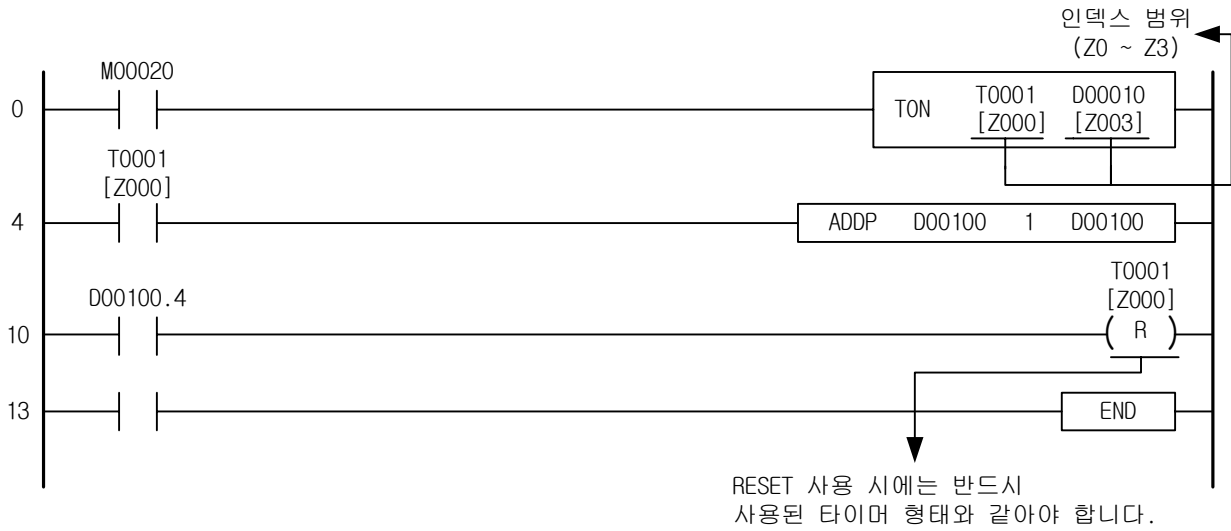 인덱스 범위
(Z0 ~ Z3)
M00020
0 TON T0001 D00010
[Z000] [Z003]
T0001
[Z000]
4 ADDP D00100 1 D00100
T0001
D00100.4 [Z000]
10 ( R )
13 END
RESET 사용 시에는 반드시
사용된 타이머 형태와 같아야 합니다.